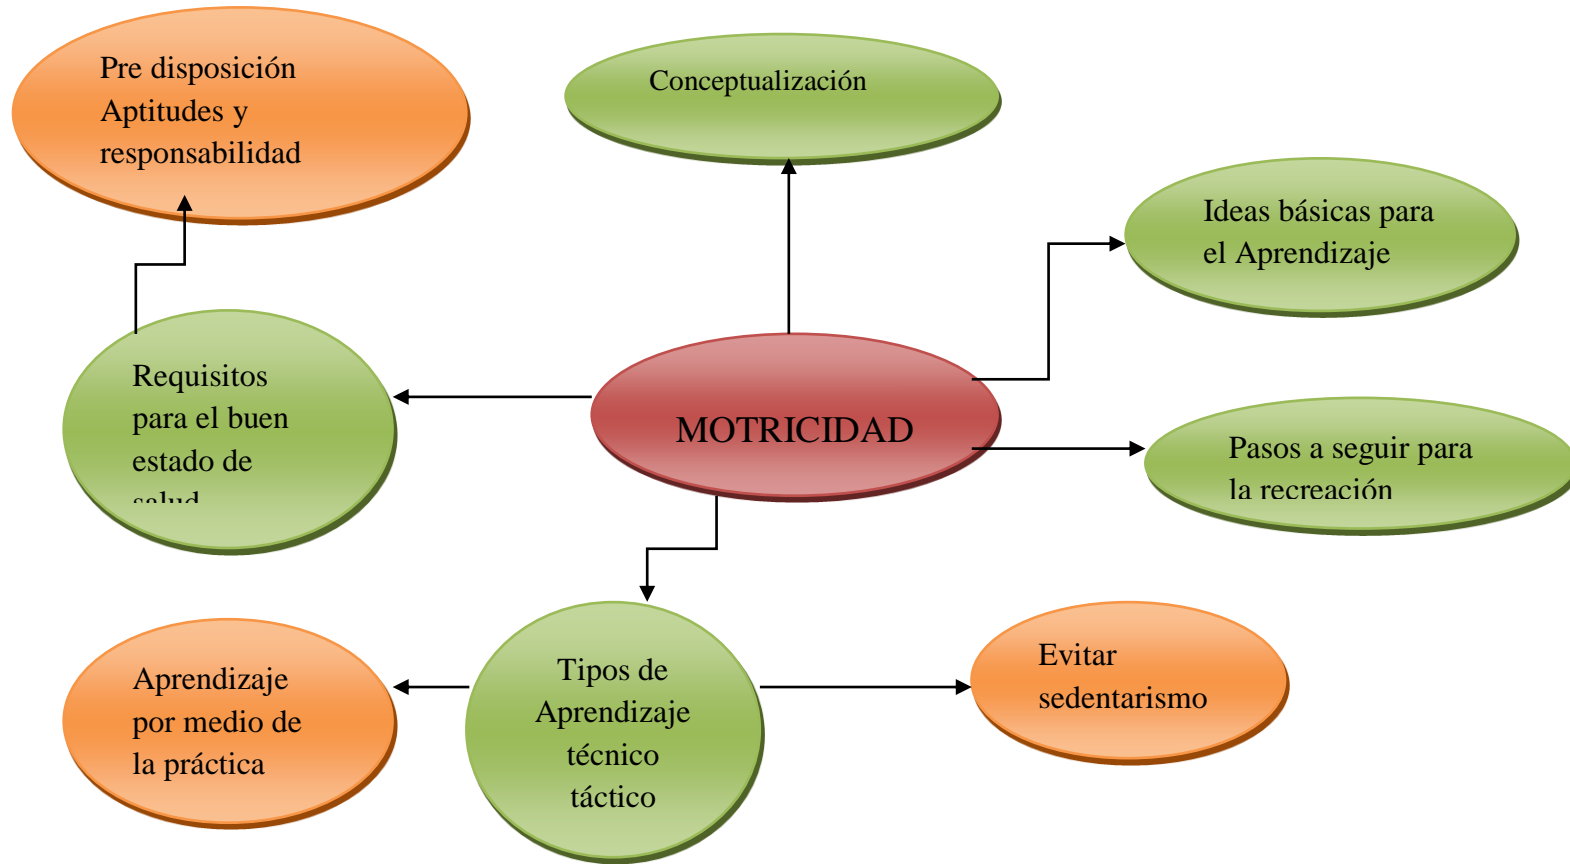 Pre disposición
Aptitudes y
responsabilidad
Conceptualización
Ideas básicas para
el Aprendizaje
Requisitos
para el buen
estado de
salud
MOTRICIDAD
Pasos a seguir para
la recreación
Aprendizaje
por medio de
la práctica
Tipos de
Aprendizaje
técnico
táctico
Evitar
sedentarismo